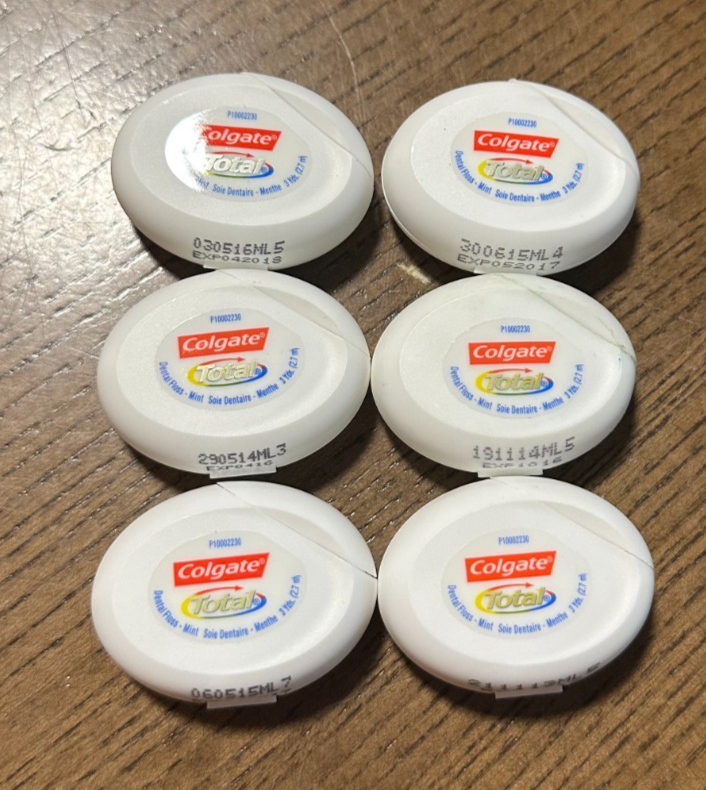 P10002230
Colgate®
Total®
Mint Soie Dentaire - Menthe 3 Yds. (2.7 m)
030516ML5
EXP042018
P10002230
Colgate®
Total®
Dental Floss - Mint Soie Dentaire - Menthe 3 Yds. (2.7 m)
300615ML4
EXP052017
P10002230
Colgate®
Total®
Dental Floss - Mint Soie Dentaire - Menthe 3 Yds. (2.7 m)
290514ML3
EXP0416
P10002230
Colgate®
Total®
Dental Floss - Mint Soie Dentaire - Menthe 3 Yds. (2.7 m)
191114ML5
EXP1016
P10002230
Colgate®
Total®
Dental Floss - Mint Soie Dentaire - Menthe 3 Yds. (2.7 m)
060515ML7
P10002230
Colgate®
Total®
Dental Floss - Mint Soie Dentaire - Menthe 3 Yds. (2.7 m)